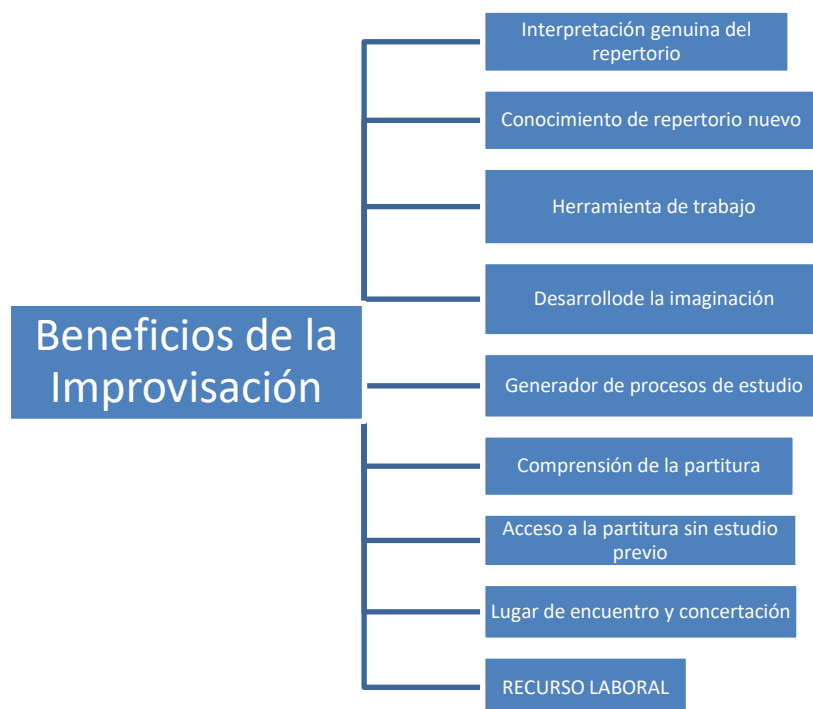 Beneficios de la
Improvisación
Interpretación genuina del
repertorio
Conocimiento de repertorio nuevo
Herramienta de trabajo
Desarrollode la imaginación
Generador de procesos de estudio
Comprensión de la partitura
Acceso a la partitura sin estudio
previo
Lugar de encuentro y concertación
RECURSO LABORAL